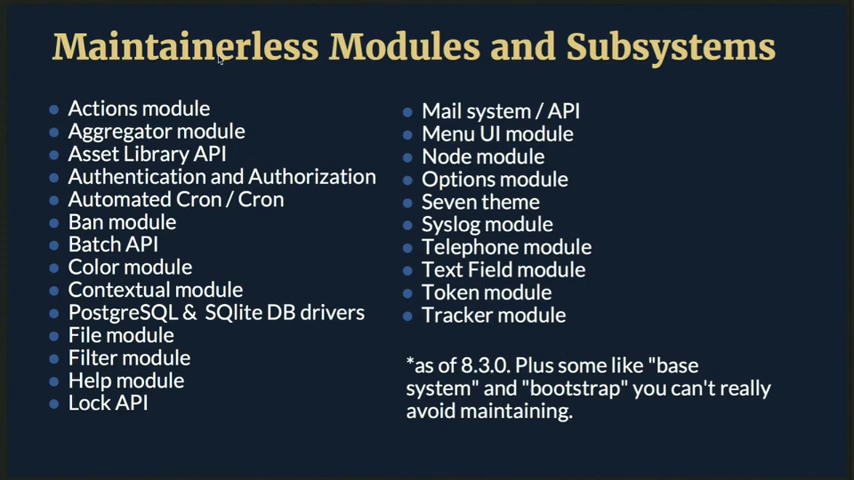 Maintainerless Modules and Subsystems
Actions module
Aggregator module
Asset Library API
Authentication and Authorization
Automated Cron / Cron
Ban module
Batch API
Color module
Contextual module
PostgreSQL & SQlite DB drivers
File module
Filter module
Help module
Lock API
Mail system / API
Menu UI module
Node module
Options module
Seven theme
Syslog module
Telephone module
Text Field module
Token module
Tracker module
*as of 8.3.0. Plus some like "base
system" and "bootstrap" you can't really
avoid maintaining.